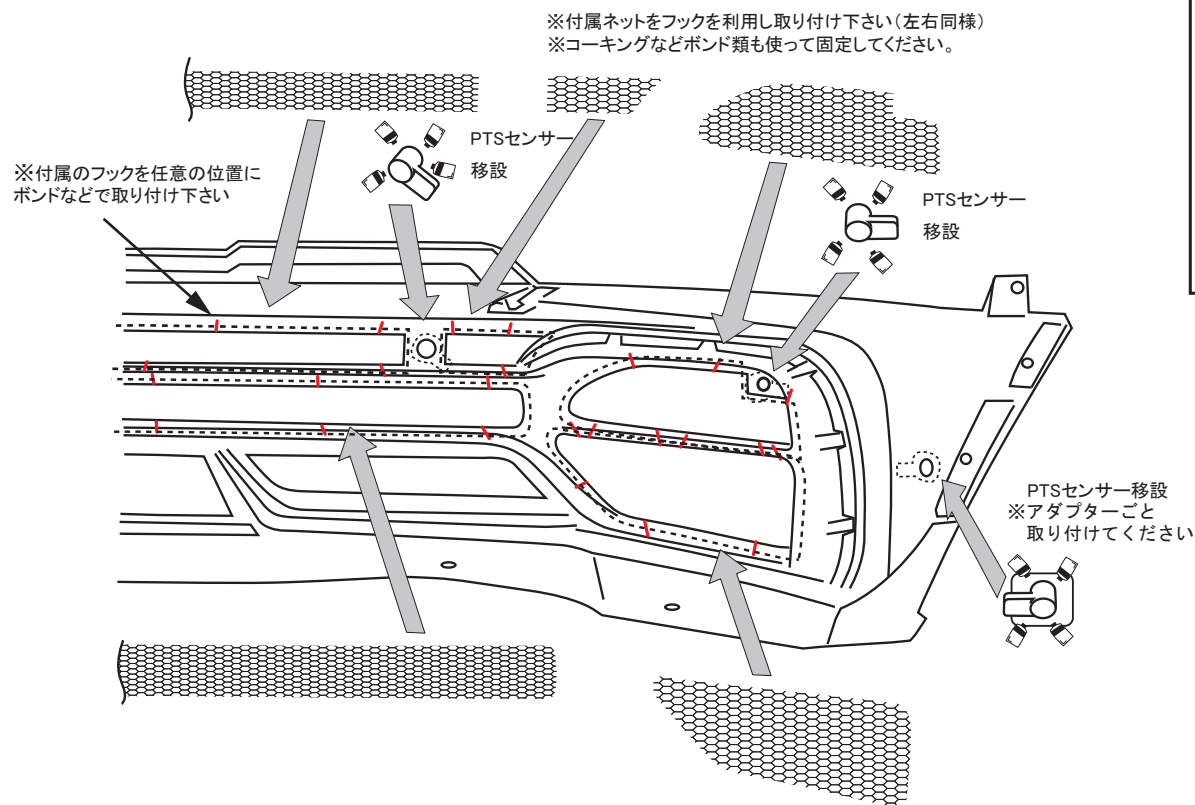 ※付属ネットをフックを利用し取り付け下さい（左右同様）
※コーキングなどボンド類も使って固定してください。
PTSセンサー
移設
※付属のフックを任意の位置に
ボンドなどで取り付け下さい
PTSセンサー
移設
PTSセンサー移設
※アダプターごと
取り付けてください